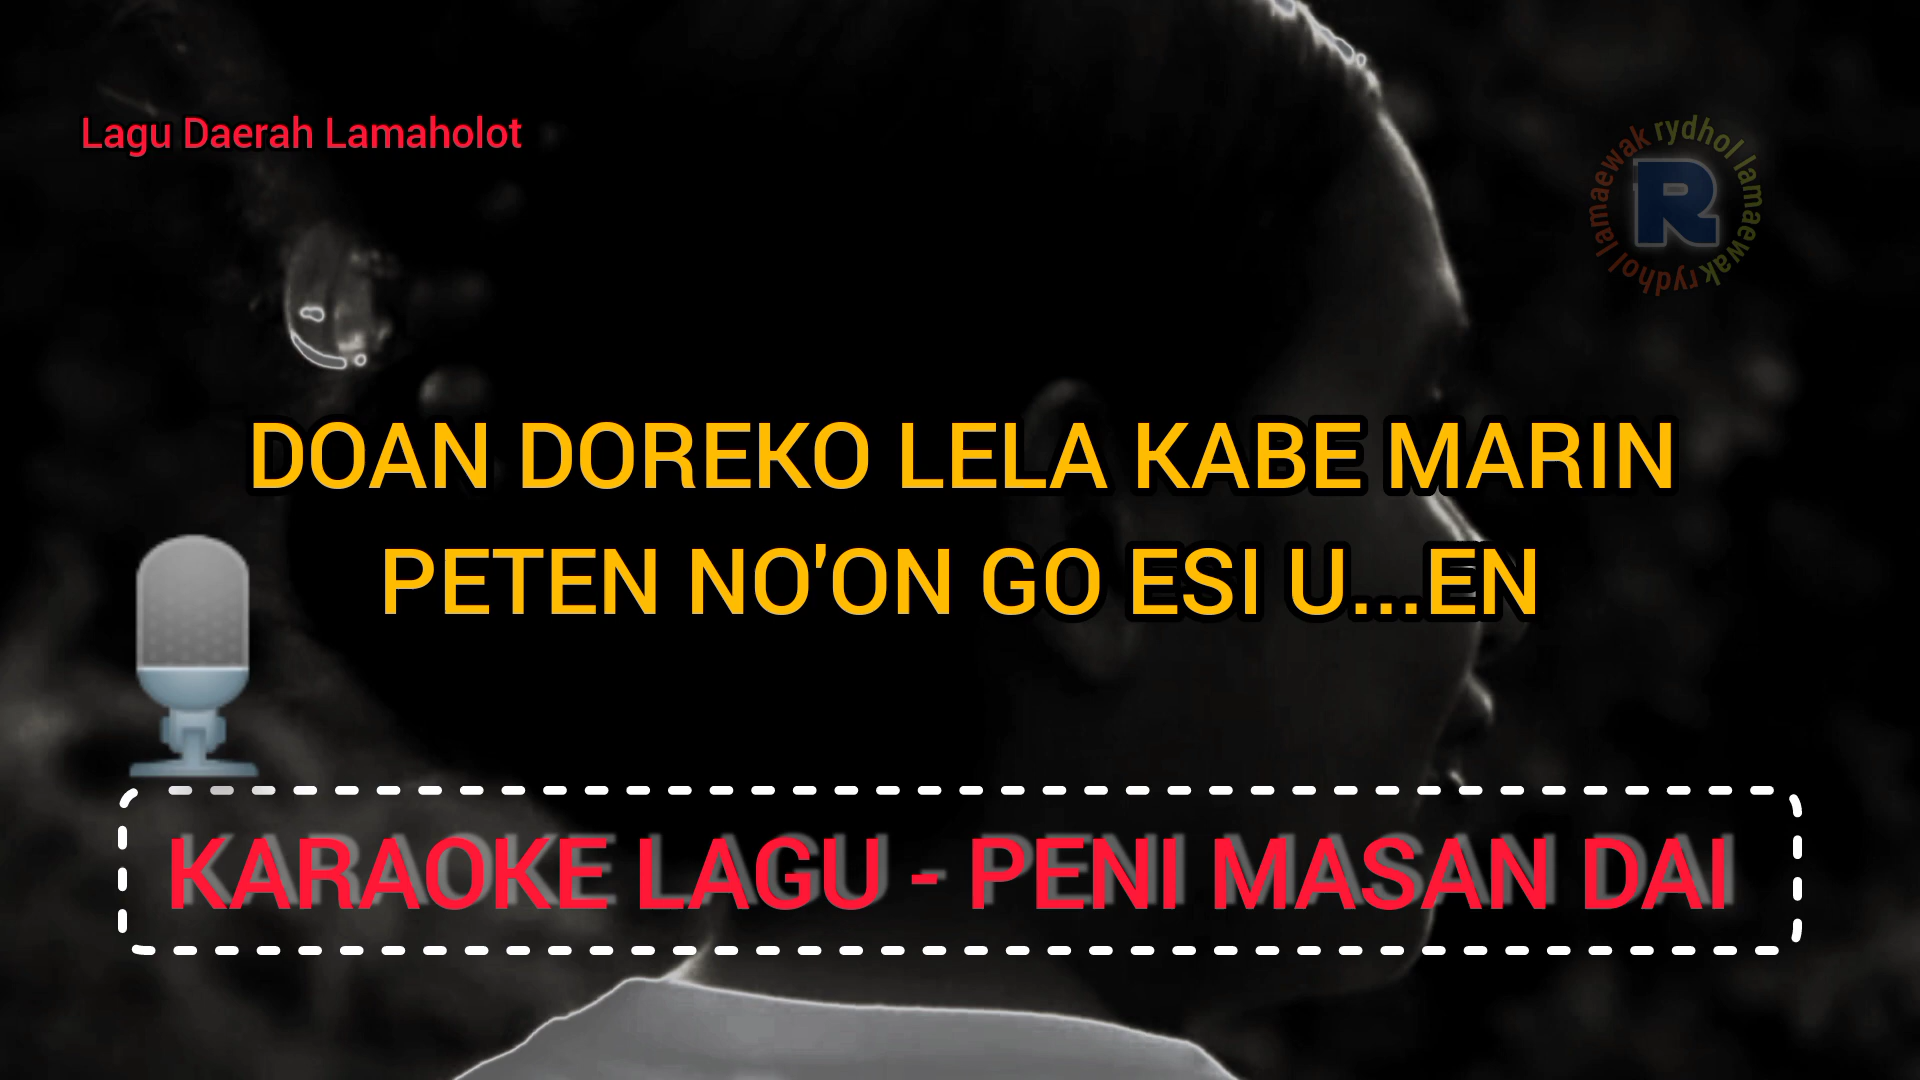 Lagu Daerah Lamaholot
rydhol lamaewak rydhol lamaewak
R
DOAN DOREKO LELA KABE MARIN
PETEN NO'ON GO ESI U...EN
KARAOKE LAGU - PENI MASAN DAI